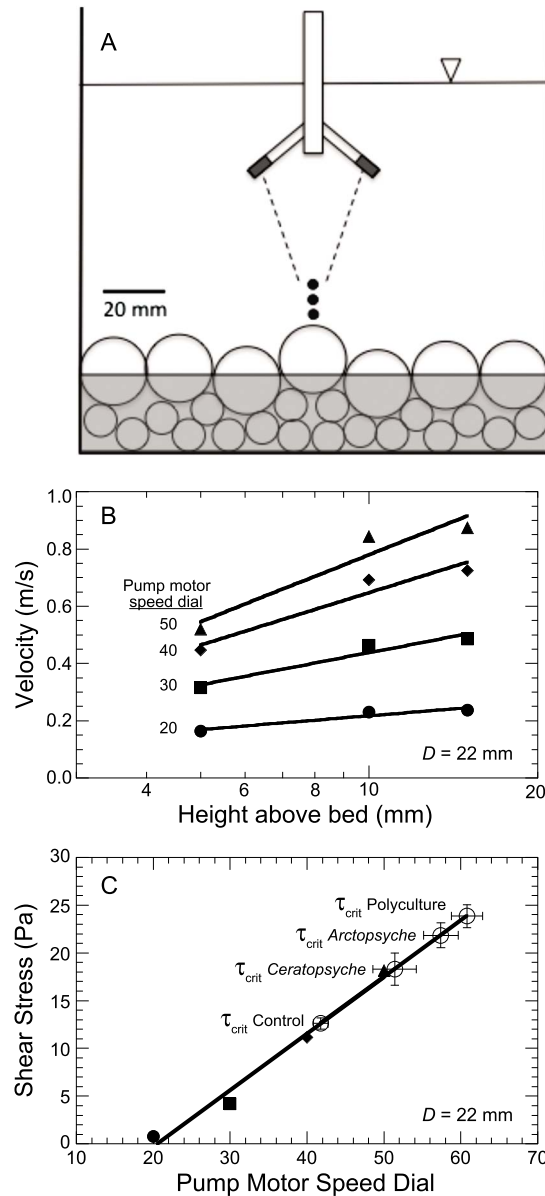 A
20 mm
B
1.0
0.8
0.6
0.4
0.2
0.0
Velocity (m/s)
Pump motor
speed dial
50
40
30
20
D = 22 mm
4
6
8
10
20
Height above bed (mm)
C
30
25
20
15
10
5
0
Shear Stress (Pa)
τcrit Polyculture
τcrit Arctopsyche
τcrit Ceratopsyche
τcrit Control
D = 22 mm
10
20
30
40
50
60
70
Pump Motor Speed Dial